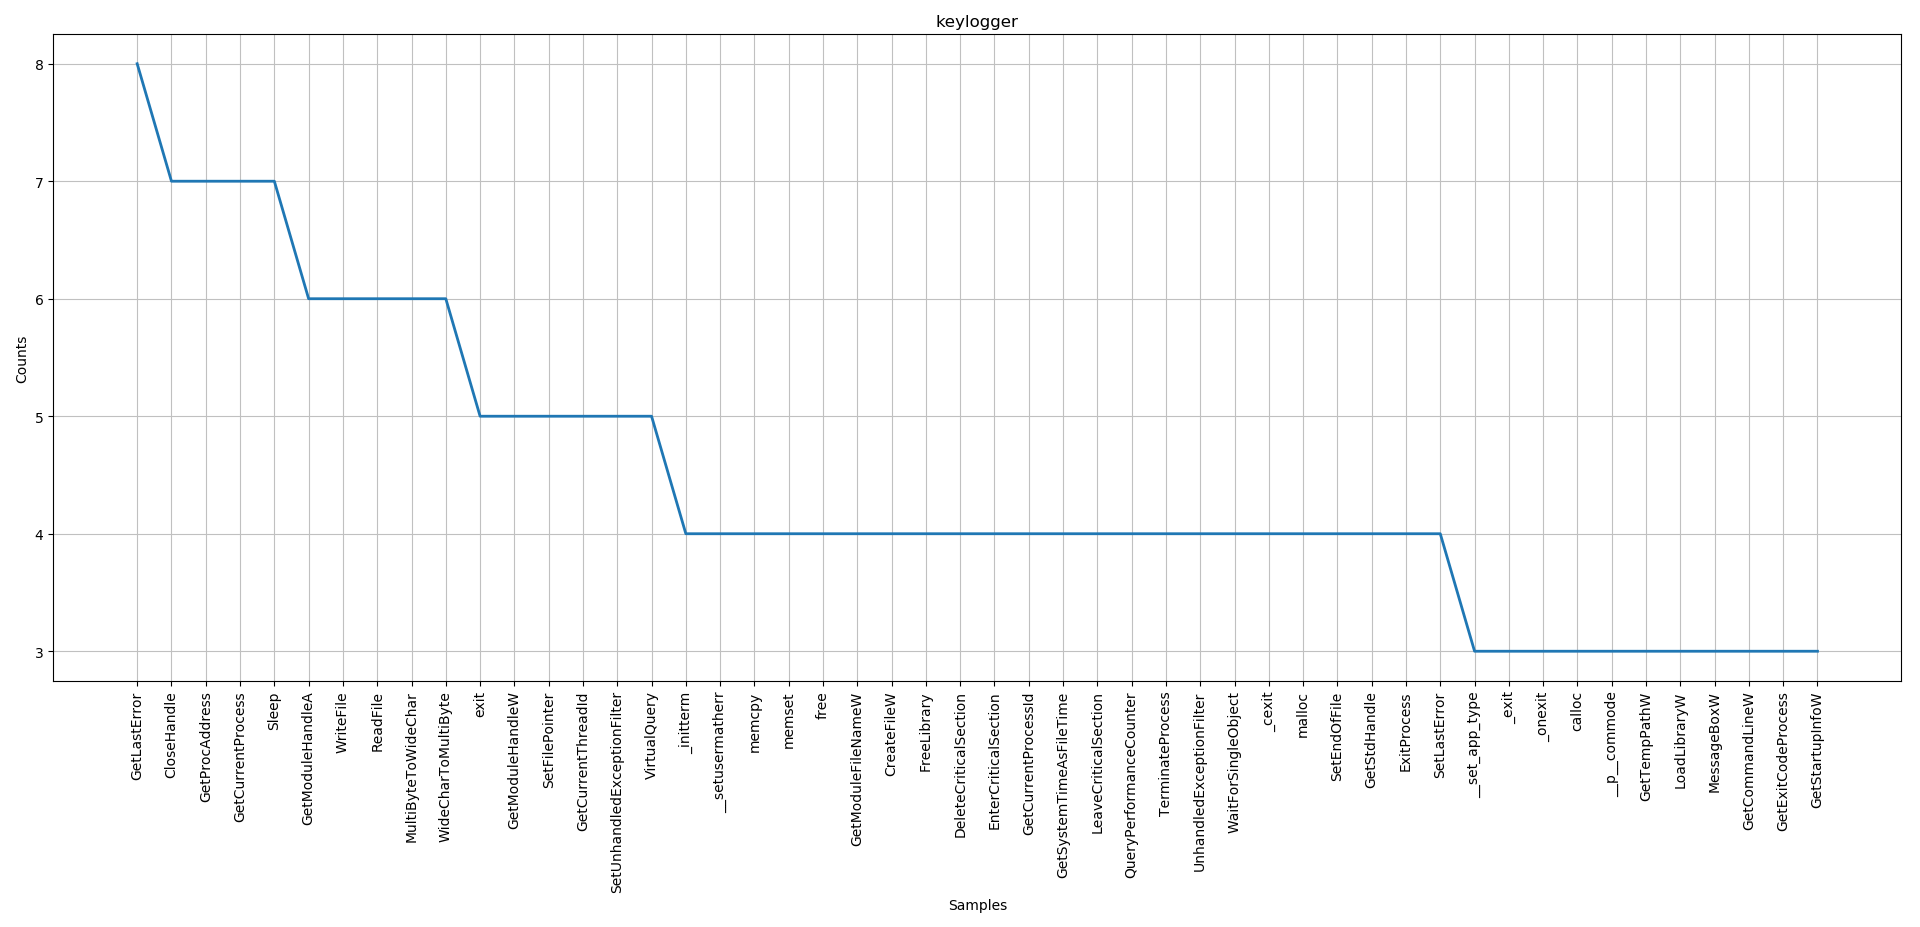 keylogger
Counts
8
7
6
5
4
3
GetLastError
CloseHandle
GetProcAddress
GetCurrentProcess
Sleep
GetModuleHandleA
WriteFile
ReadFile
MultiByteToWideChar
WideCharToMultiByte
exit
GetModuleHandleW
SetFilePointer
GetCurrentThreadId
SetUnhandledExceptionFilter
VirtualQuery
_initterm
__setusermatherr
memcpy
memset
free
GetModuleFileNameW
CreateFileW
FreeLibrary
DeleteCriticalSection
EnterCriticalSection
GetCurrentProcessId
GetSystemTimeAsFileTime
LeaveCriticalSection
QueryPerformanceCounter
TerminateProcess
UnhandledExceptionFilter
WaitForSingleObject
_cexit
malloc
SetEndOfFile
GetStdHandle
ExitProcess
SetLastError
__set_app_type
_exit
_onexit
calloc
__p__commode
GetTempPathW
LoadLibraryW
MessageBoxW
GetCommandLineW
GetExitCodeProcess
GetStartupInfoW
Samples